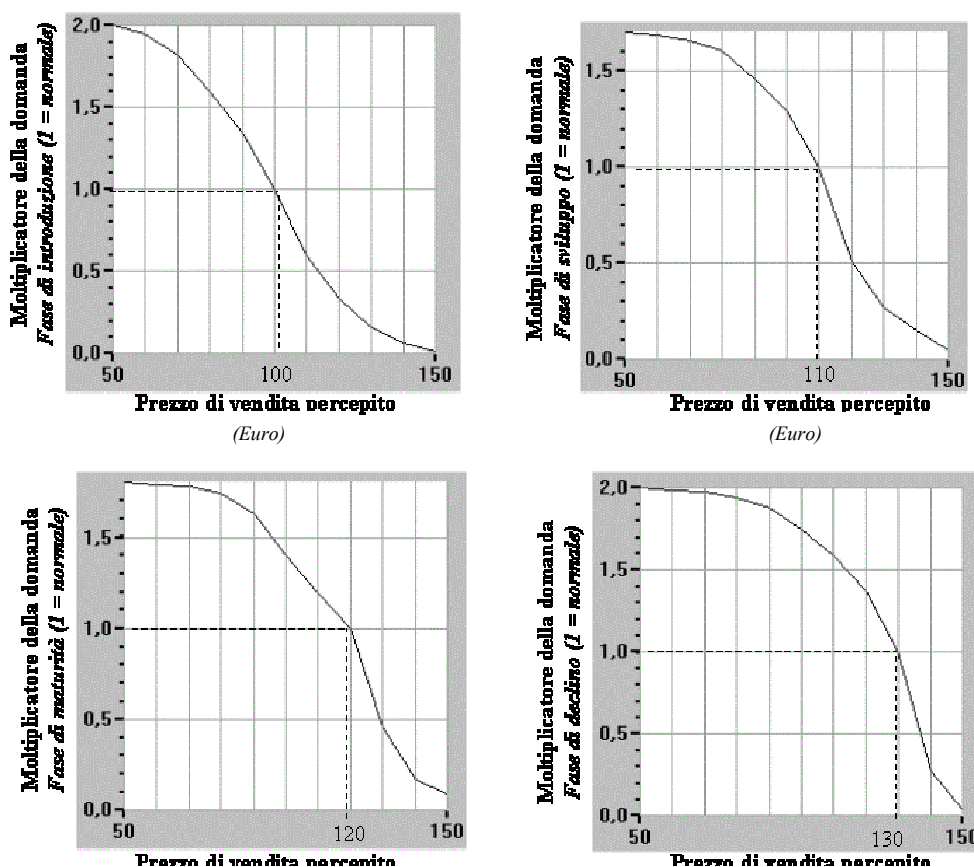 Moltiplicatore della domanda
Fase di introduzione (1 = normale)
2,0
1,5
1,0
0,5
0,0
50
100
150
Prezzo di vendita percepito
(Euro)
Moltiplicatore della domanda
Fase di sviluppo (1 = normale)
1,5
1,0
0,5
0,0
50
110
150
Prezzo di vendita percepito
(Euro)
Moltiplicatore della domanda
Fase di maturità (1 = normale)
1,5
1,0
0,5
0,0
50
120
150
Prezzo di vendita percepito
Moltiplicatore della domanda
Fase di declino (1 = normale)
2,0
1,5
1,0
0,5
0,0
50
130
150
Prezzo di vendita percepito